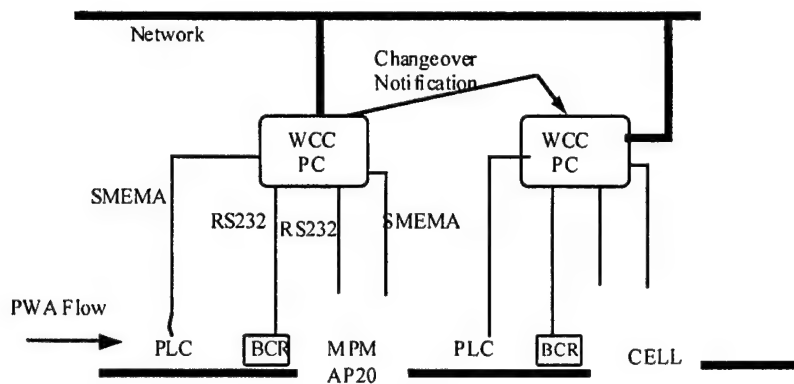 Network
Changeover
Notification
WCC
PC
WCC
PC
SMEMA
RS232
RS232
SMEMA
PWA Flow
PLC
BCR
MPM
AP20
PLC
BCR
CELL